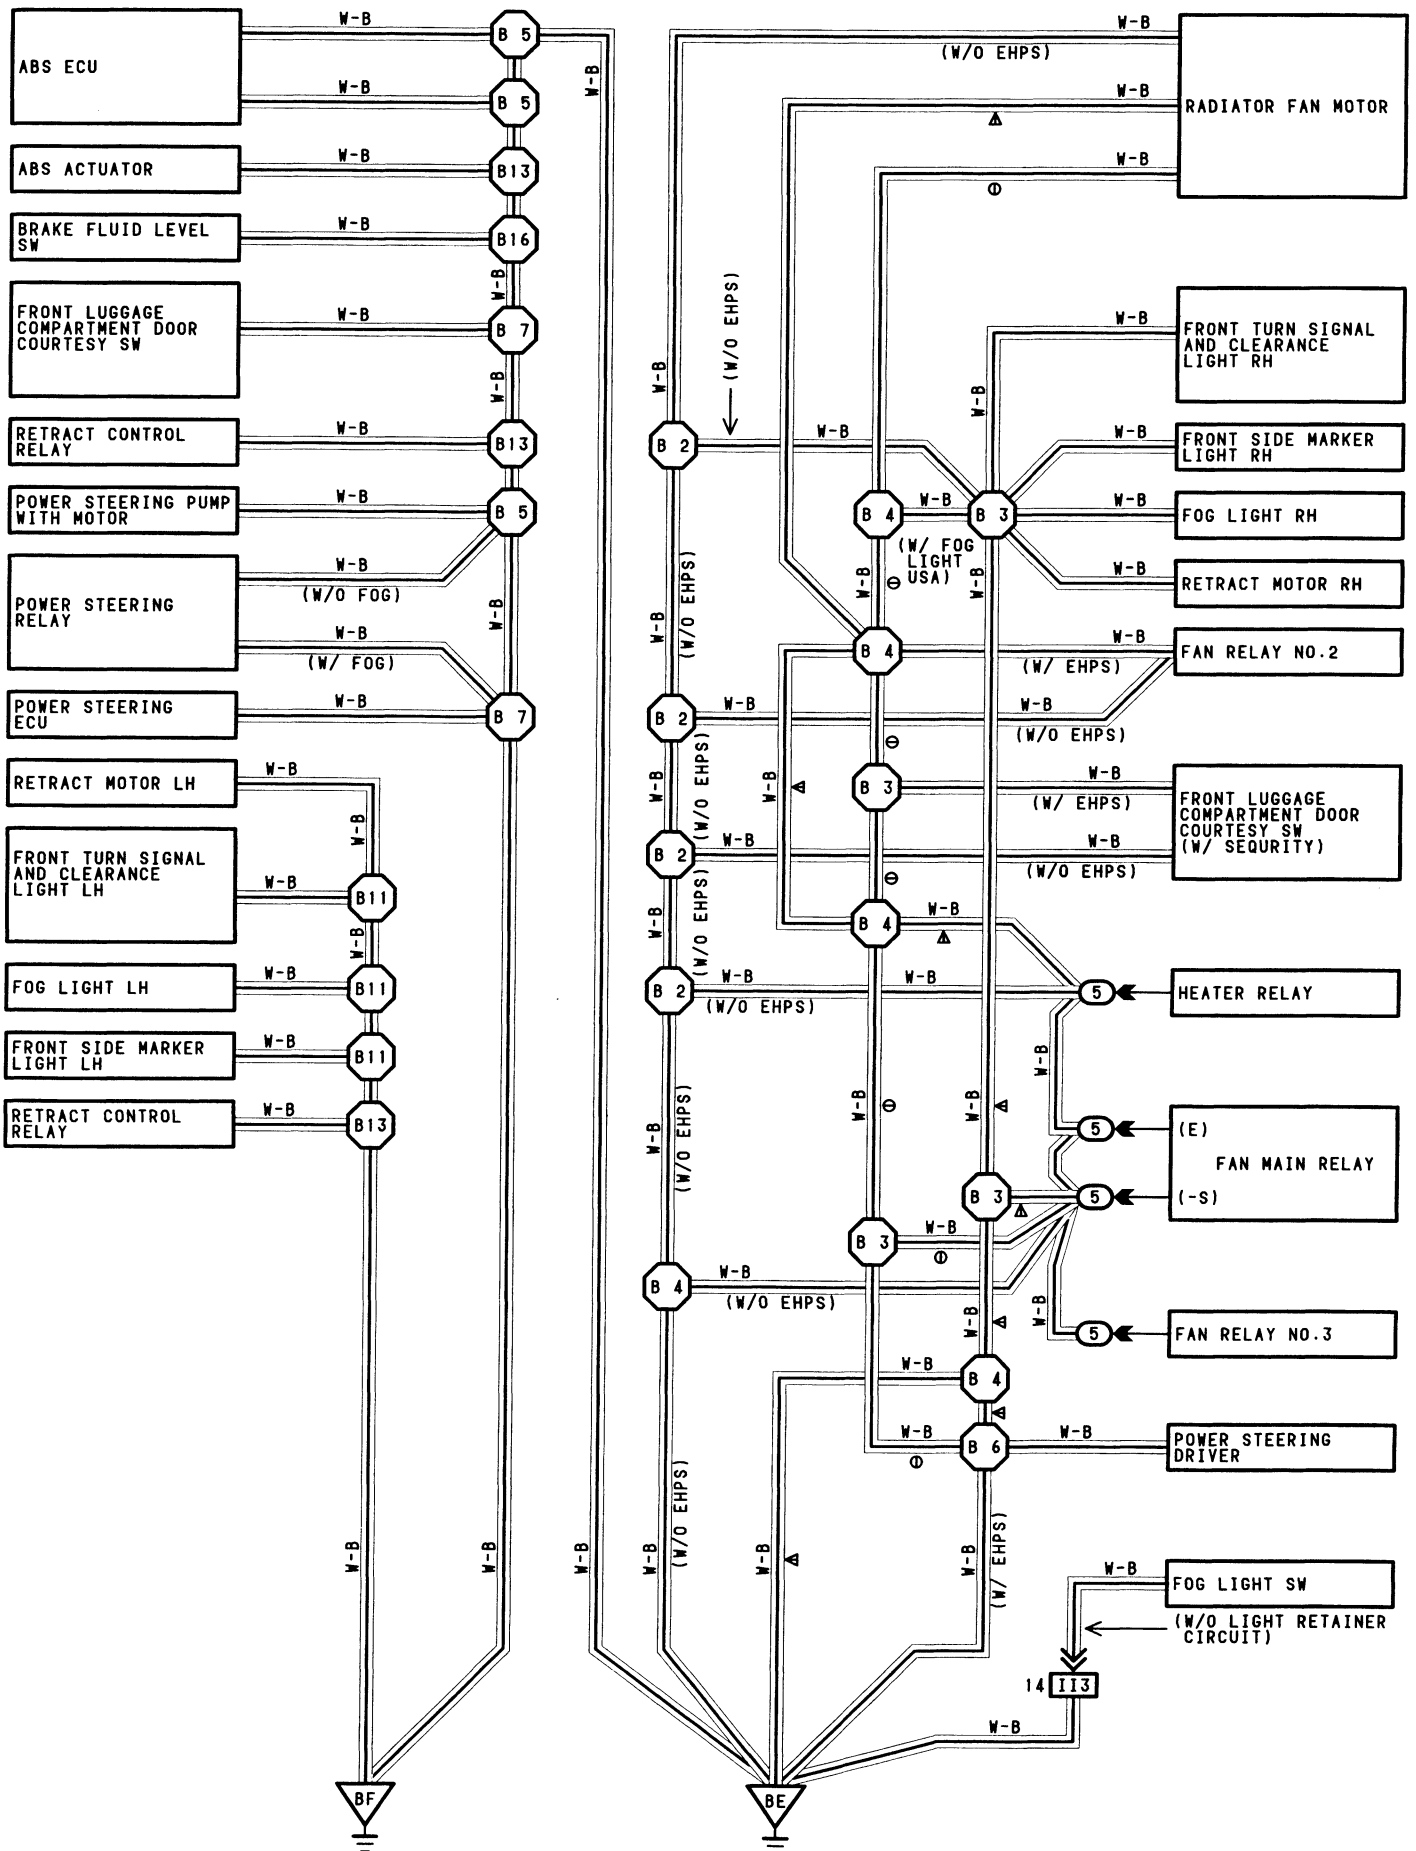 ABS ECU
W-B
B 5
W-B
B 5
W-B
ABS ACTUATOR
W-B
B13
BRAKE FLUID LEVEL
SW
W-B
B16
W-B
FRONT LUGGAGE
COMPARTMENT DOOR
COURTESY SW
W-B
B 7
W-B
RETRACT CONTROL
RELAY
W-B
B13
POWER STEERING PUMP
WITH MOTOR
W-B
B 5
POWER STEERING
RELAY
W-B
(W/O FOG)
W-B
W-B
(W/ FOG)
POWER STEERING
ECU
W-B
B 7
RETRACT MOTOR LH
W-B
W-B
FRONT TURN SIGNAL
AND CLEARANCE
LIGHT LH
W-B
B11
W-B
FOG LIGHT LH
W-B
B11
FRONT SIDE MARKER
LIGHT LH
W-B
B11
RETRACT CONTROL
RELAY
W-B
B13
W-B
W-B
BF
W-B
(W/O EHPS)
W-B
RADIATOR FAN MOTOR
W-B
W-B
W-B
(W/O EHPS)
B 2
W-B
W-B
W-B
FRONT TURN SIGNAL
AND CLEARANCE
LIGHT RH
W-B
FRONT SIDE MARKER
LIGHT RH
B 4
W-B
B 3
W-B
FOG LIGHT RH
(W/ FOG
LIGHT
USA)
W-B
W-B
W-B
RETRACT MOTOR RH
W-B
(W/O EHPS)
B 4
W-B
(W/ EHPS)
FAN RELAY NO.2
B 2
W-B
W-B
(W/O EHPS)
W-B
(W/O EHPS)
W-B
B 3
W-B
(W/ EHPS)
FRONT LUGGAGE
COMPARTMENT DOOR
COURTESY SW
(W/ SEQURITY)
B 2
W-B
W-B
(W/O EHPS)
W-B
(W/O EHPS)
B 4
W-B
B 2
W-B
(W/O EHPS)
W-B
5
HEATER RELAY
W-B
W-B
(W/O EHPS)
W-B
W-B
5
(E)
FAN MAIN RELAY
B 3
5
(-S)
B 3
W-B
B 4
W-B
(W/O EHPS)
W-B
W-B
5
FAN RELAY NO.3
W-B
B 4
W-B
B 6
W-B
POWER STEERING
DRIVER
W-B
W-B
(W/O EHPS)
W-B
W-B
(W/ EHPS)
W-B
FOG LIGHT SW
(W/O LIGHT RETAINER
CIRCUIT)
14 II3
W-B
BE